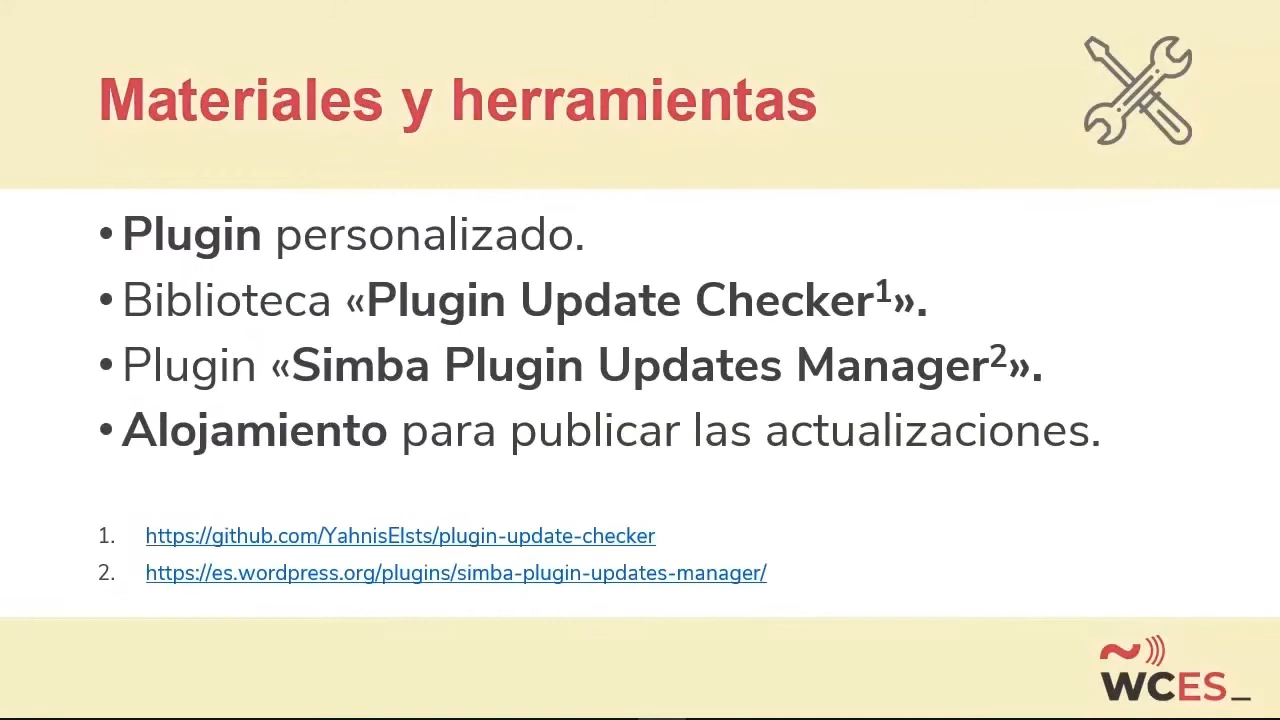 Materiales y herramientas
• Plugin personalizado.
• Biblioteca «Plugin Update Checker¹».
• Plugin «Simba Plugin Updates Manager²».
• Alojamiento para publicar las actualizaciones.
1. https://github.com/YahnisElsts/plugin-update-checker
2. https://es.wordpress.org/plugins/simba-plugin-updates-manager/
WCES_